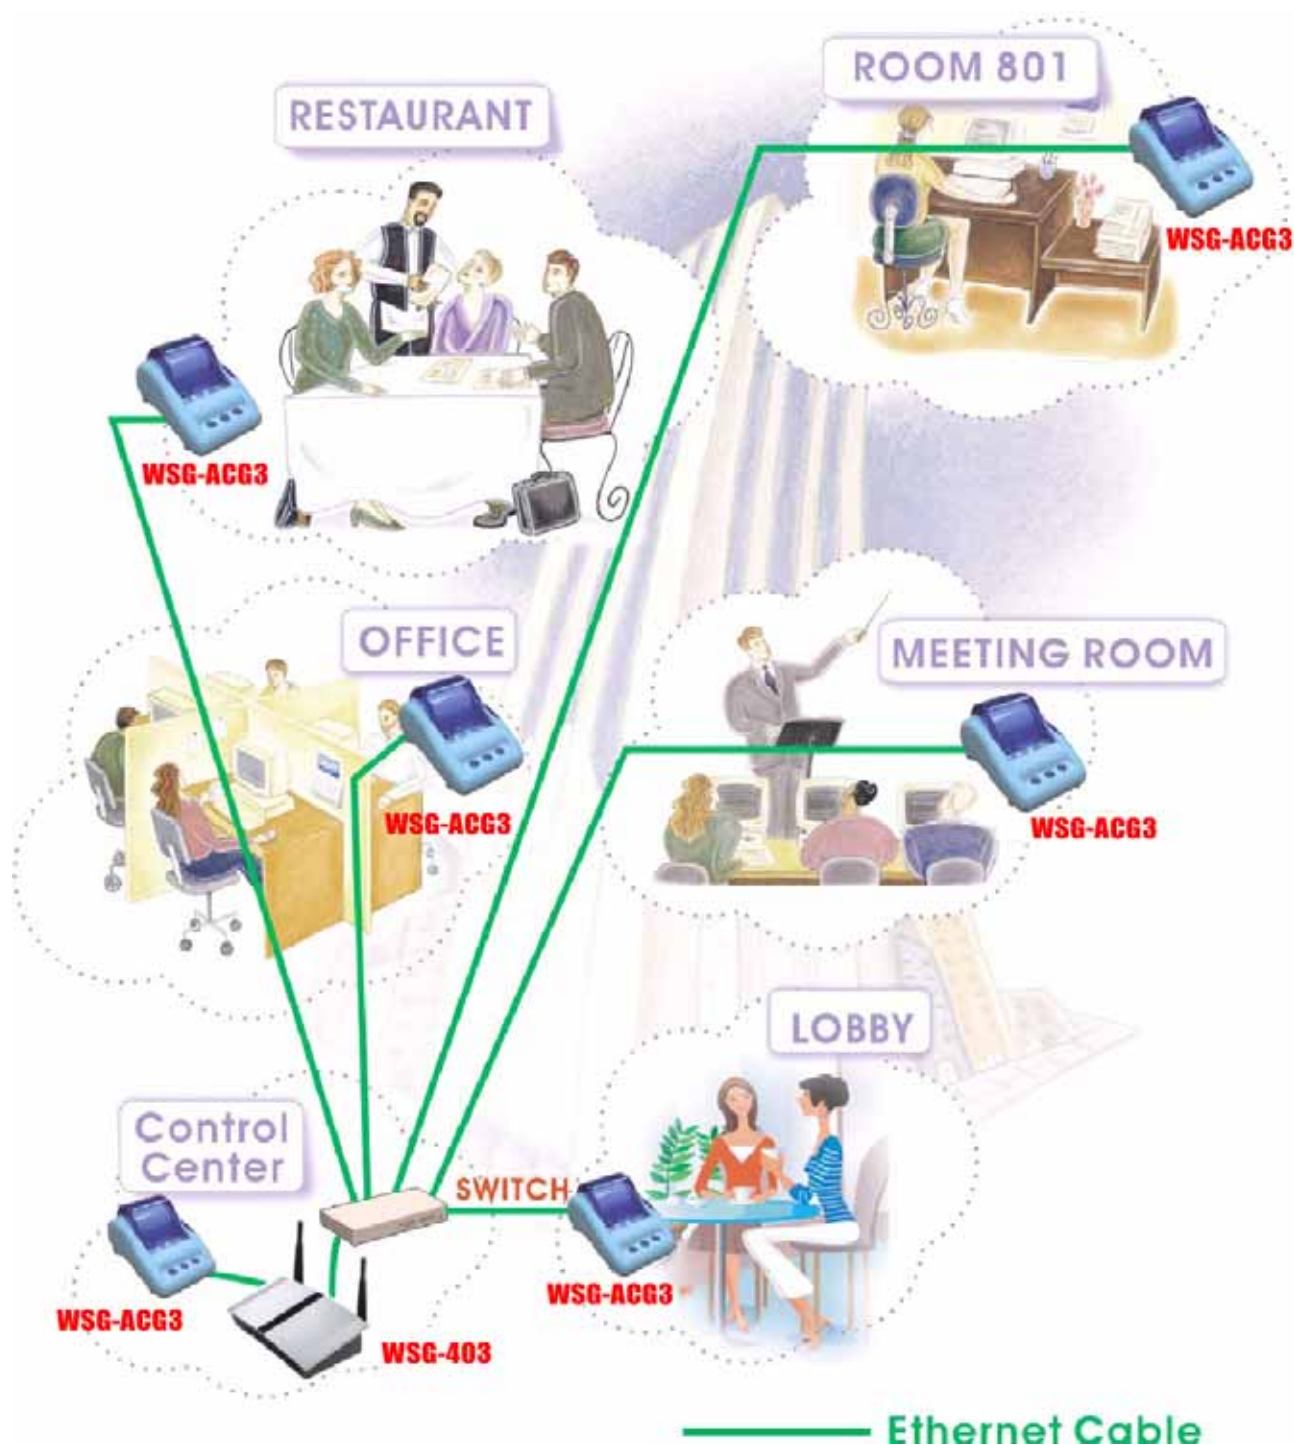 ROOM 801
RESTAURANT
WSG-ACG3
WSG-ACG3
OFFICE
MEETING ROOM
WSG-ACG3
WSG-ACG3
LOBBY
Control
Center
SWITCH
WSG-ACG3
WSG-ACG3
WSG-403
Ethernet Cable